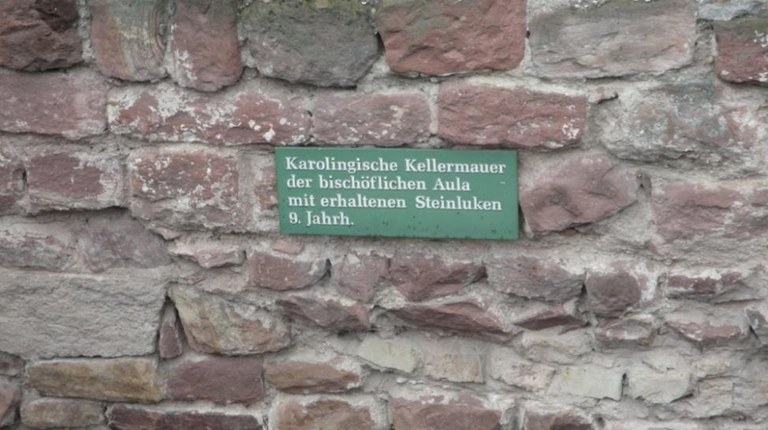 Karolingische Kellermauer
der bischöflichen Aula
mit erhaltenen Steinluken
9. Jahrh.